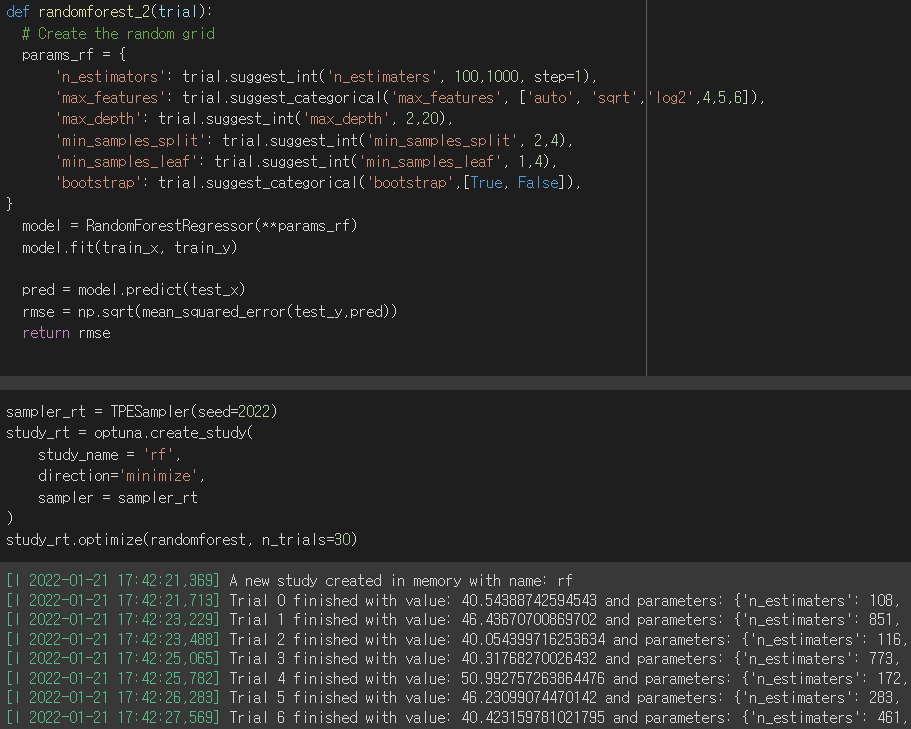 def randomforest_2(trial):
  # Create the random grid
  params_rf = {
      'n_estimators': trial.suggest_int('n_estimaters', 100,1000, step=1),
      'max_features': trial.suggest_categorical('max_features', ['auto', 'sqrt','log2',4,5,6]),
      'max_depth': trial.suggest_int('max_depth', 2,20),
      'min_samples_split': trial.suggest_int('min_samples_split', 2,4),
      'min_samples_leaf': trial.suggest_int('min_samples_leaf', 1,4),
      'bootstrap': trial.suggest_categorical('bootstrap',[True, False]),
}
  model = RandomForestRegressor(**params_rf)
  model.fit(train_x, train_y)
  pred = model.predict(test_x)
  rmse = np.sqrt(mean_squared_error(test_y,pred))
  return rmse
sampler_rt = TPESampler(seed=2022)
study_rt = optuna.create_study(
    study_name = 'rf',
    direction='minimize',
    sampler = sampler_rt
)
study_rt.optimize(randomforest, n_trials=30)
[I 2022-01-21 17:42:21,369] A new study created in memory with name: rf
[I 2022-01-21 17:42:21,713] Trial 0 finished with value: 40.54388742594543 and parameters: {'n_estimaters': 108,
[I 2022-01-21 17:42:23,229] Trial 1 finished with value: 46.43670700869702 and parameters: {'n_estimaters': 851,
[I 2022-01-21 17:42:23,488] Trial 2 finished with value: 40.054399716253634 and parameters: {'n_estimaters': 116,
[I 2022-01-21 17:42:25,065] Trial 3 finished with value: 40.31768270026432 and parameters: {'n_estimaters': 773,
[I 2022-01-21 17:42:25,782] Trial 4 finished with value: 50.992757263864476 and parameters: {'n_estimaters': 172,
[I 2022-01-21 17:42:26,283] Trial 5 finished with value: 46.23099074470142 and parameters: {'n_estimaters': 283,
[I 2022-01-21 17:42:27,569] Trial 6 finished with value: 40.423159781021795 and parameters: {'n_estimaters': 461,